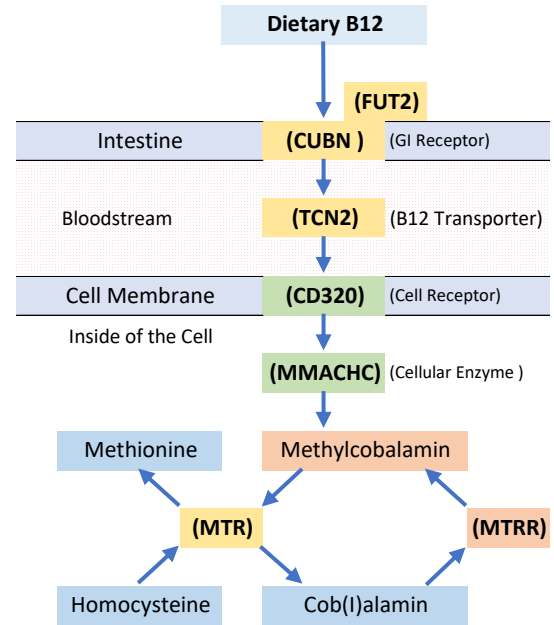 Dietary B12
(FUT2)
Intestine (CUBN ) (GI Receptor)
Bloodstream (TCN2) (B12 Transporter)
Cell Membrane (CD320) (Cell Receptor)
Inside of the Cell
(MMACHC) (Cellular Enzyme )
Methionine Methylcobalamin
(MTR) (MTRR)
Homocysteine Cob(I)alamin